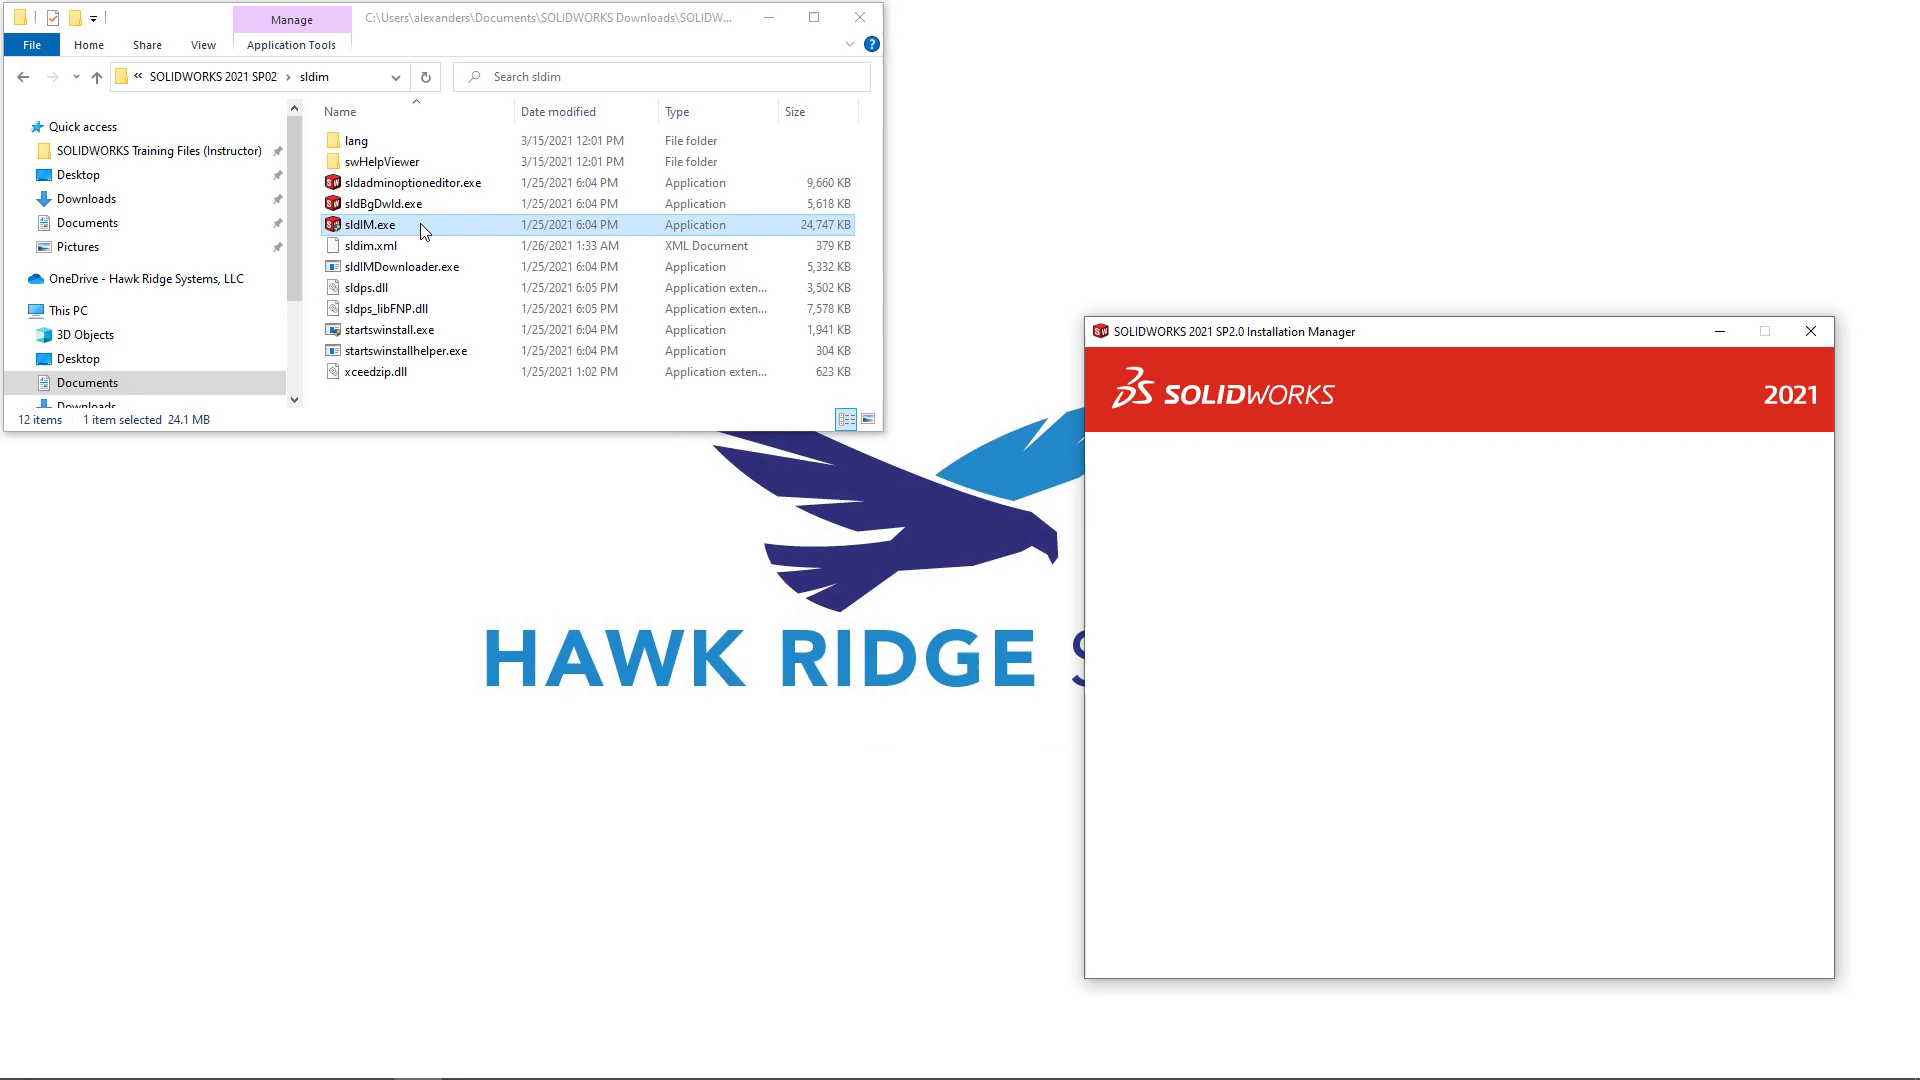 Manage
C:\Users\alexanders\Documents\SOLIDWORKS Downloads\SOLIDW...
File
Home
Share
View
Application Tools
« SOLIDWORKS 2021 SP02 › sldim
Search sldim
Name Date modified Type Size
Quick access
SOLIDWORKS Training Files (Instructor)
Desktop
Downloads
Documents
Pictures
OneDrive - Hawk Ridge Systems, LLC
This PC
3D Objects
Desktop
Documents
Downloads
lang 3/15/2021 12:01 PM File folder
swHelpViewer 3/15/2021 12:01 PM File folder
sldadminoptioneditor.exe 1/25/2021 6:04 PM Application 9,660 KB
sldBgDwld.exe 1/25/2021 6:04 PM Application 5,618 KB
sldIM.exe 1/25/2021 6:04 PM Application 24,747 KB
sldim.xml 1/26/2021 1:33 AM XML Document 379 KB
sldIMDownloader.exe 1/25/2021 6:04 PM Application 5,332 KB
sldps.dll 1/25/2021 6:05 PM Application exten... 3,502 KB
sldps_libFNP.dll 1/25/2021 6:05 PM Application exten... 7,578 KB
startswinstall.exe 1/25/2021 6:04 PM Application 1,941 KB
startswinstallhelper.exe 1/25/2021 6:04 PM Application 304 KB
xceedzip.dll 1/25/2021 1:02 PM Application exten... 623 KB
12 items 1 item selected 24.1 MB
SOLIDWORKS 2021 SP2.0 Installation Manager
SOLIDWORKS
2021
HAWK RIDGE